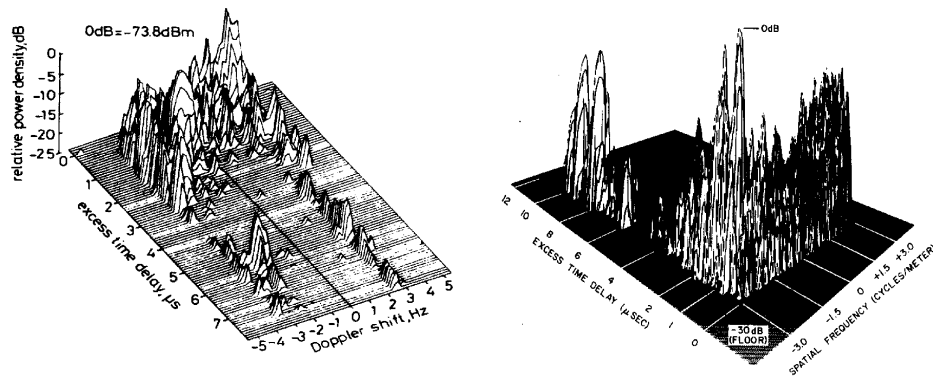 0dB=-73.8dBm
relative power density,dB
0
-5
-10
-15
-20
-25
0
1
2
3
4
5
6
7
excess time delay, µs
-5-4-3-2-1 0 1 2 3 4 5
Doppler shift,Hz
0dB
12 10 8 6 4 2 1 0
EXCESS TIME DELAY (µSEC)
-30dB
(FLOOR)
-3.0 -1.5 0 +1.5 +3.0
SPATIAL FREQUENCY (CYCLES/METER)